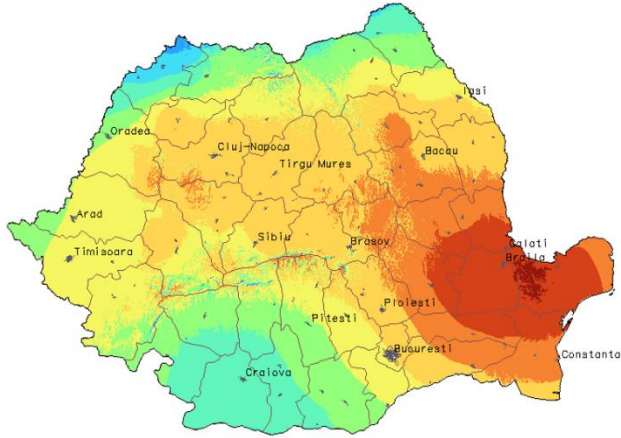 Iasi
Oradea
Cluj-Napoca
Bacau
Tirgu Mures
Arad
Sibiu
Brasov
Galati
Timisoara
Braila
Ploiesti
Pitesti
Bucuresti
Constanta
Craiova